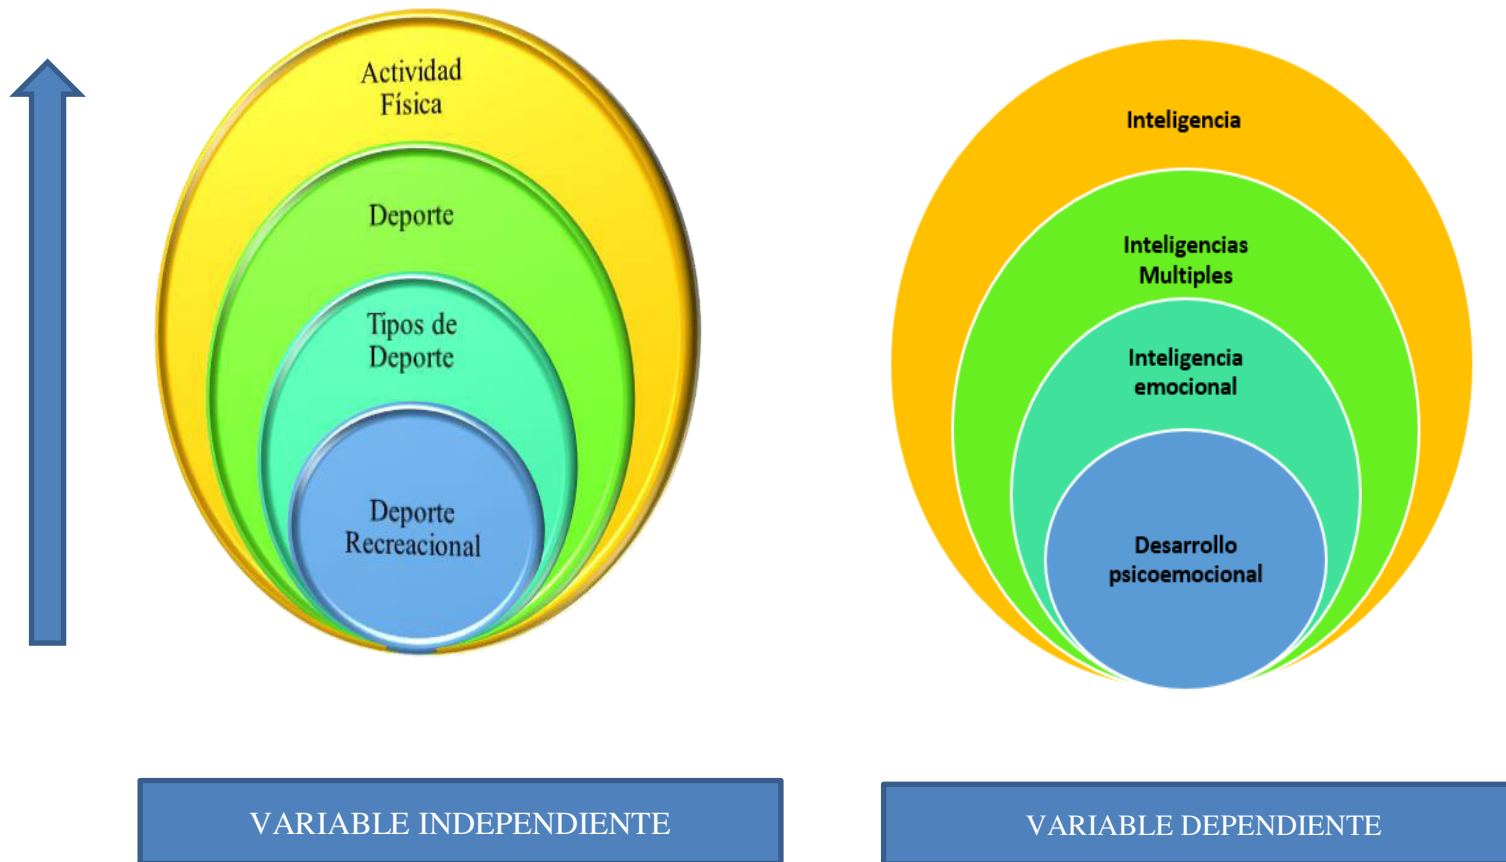 Actividad
Física
Deporte
Tipos de
Deporte
Deporte
Recreacional
VARIABLE INDEPENDIENTE
Inteligencia
Inteligencias
Multiples
Inteligencia
emocional
Desarrollo
psicoemocional
VARIABLE DEPENDIENTE